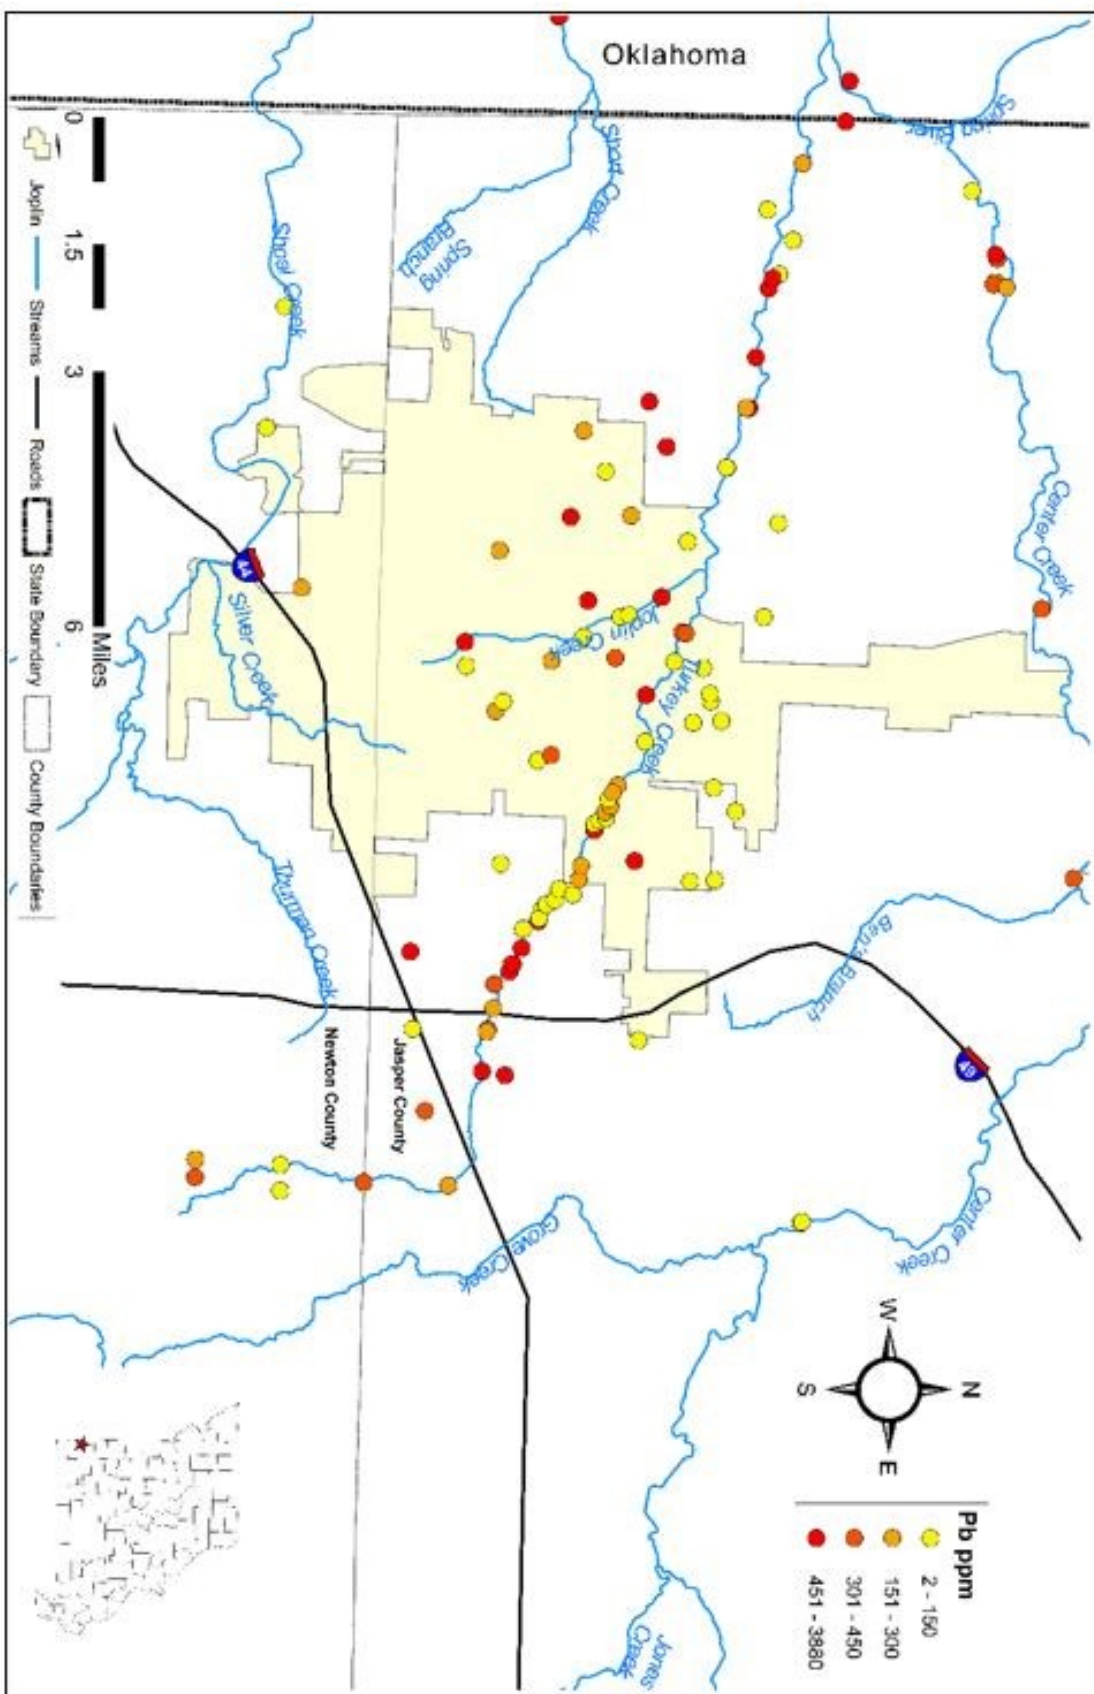 Oklahoma
Spring
River
Short Creek
Spring
Branch
Shoal Creek
Center Creek
Joplin
Creek
Turkey Creek
Silver Creek
44
Thurman Creek
Ben's Branch
49
Jasper County
Newton County
Grove Creek
Center Creek
Jones
Creek
N
W
E
S
Pb ppm
2 - 150
151 - 300
301 - 450
451 - 3880
0 1.5 3 6
Miles
Joplin Streams Roads State Boundary County Boundaries